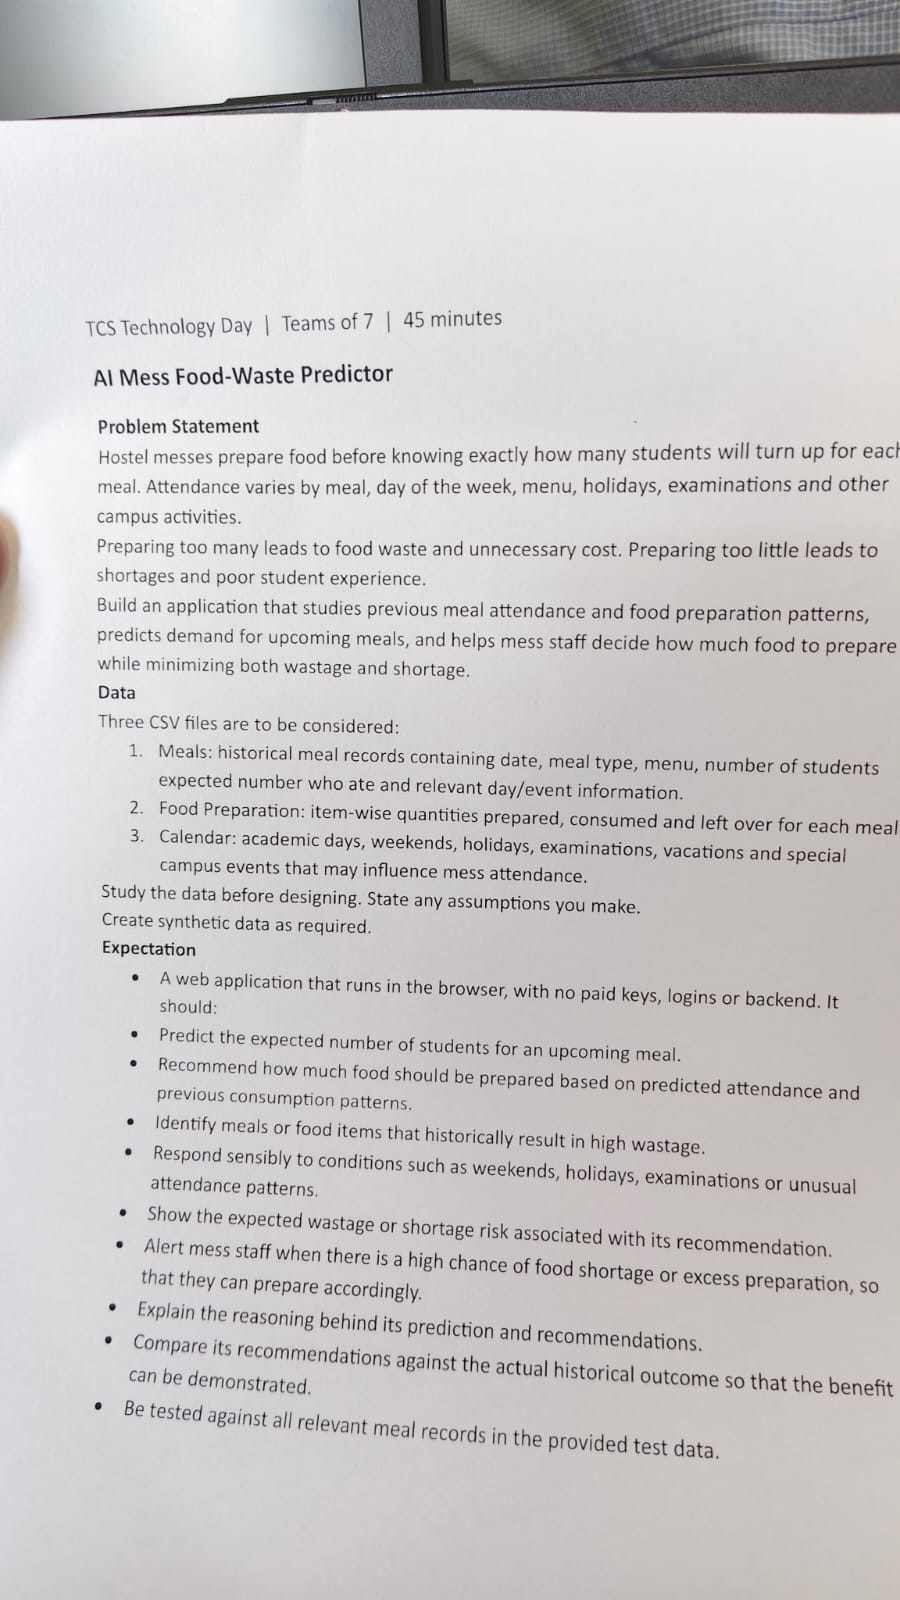 TCS Technology Day | Teams of 7 | 45 minutes
AI Mess Food-Waste Predictor
Problem Statement
Hostel messes prepare food before knowing exactly how many students will turn up for each
meal. Attendance varies by meal, day of the week, menu, holidays, examinations and other
campus activities.
Preparing too many leads to food waste and unnecessary cost. Preparing too little leads to
shortages and poor student experience.
Build an application that studies previous meal attendance and food preparation patterns,
predicts demand for upcoming meals, and helps mess staff decide how much food to prepare
while minimizing both wastage and shortage.
Data
Three CSV files are to be considered:
1. Meals: historical meal records containing date, meal type, menu, number of students
expected number who ate and relevant day/event information.
2. Food Preparation: item-wise quantities prepared, consumed and left over for each meal
3. Calendar: academic days, weekends, holidays, examinations, vacations and special
campus events that may influence mess attendance.
Study the data before designing. State any assumptions you make.
Create synthetic data as required.
Expectation
• A web application that runs in the browser, with no paid keys, logins or backend. It
should:
• Predict the expected number of students for an upcoming meal.
• Recommend how much food should be prepared based on predicted attendance and
previous consumption patterns.
• Identify meals or food items that historically result in high wastage.
• Respond sensibly to conditions such as weekends, holidays, examinations or unusual
attendance patterns.
• Show the expected wastage or shortage risk associated with its recommendation.
• Alert mess staff when there is a high chance of food shortage or excess preparation, so
that they can prepare accordingly.
• Explain the reasoning behind its prediction and recommendations.
• Compare its recommendations against the actual historical outcome so that the benefit
can be demonstrated.
• Be tested against all relevant meal records in the provided test data.